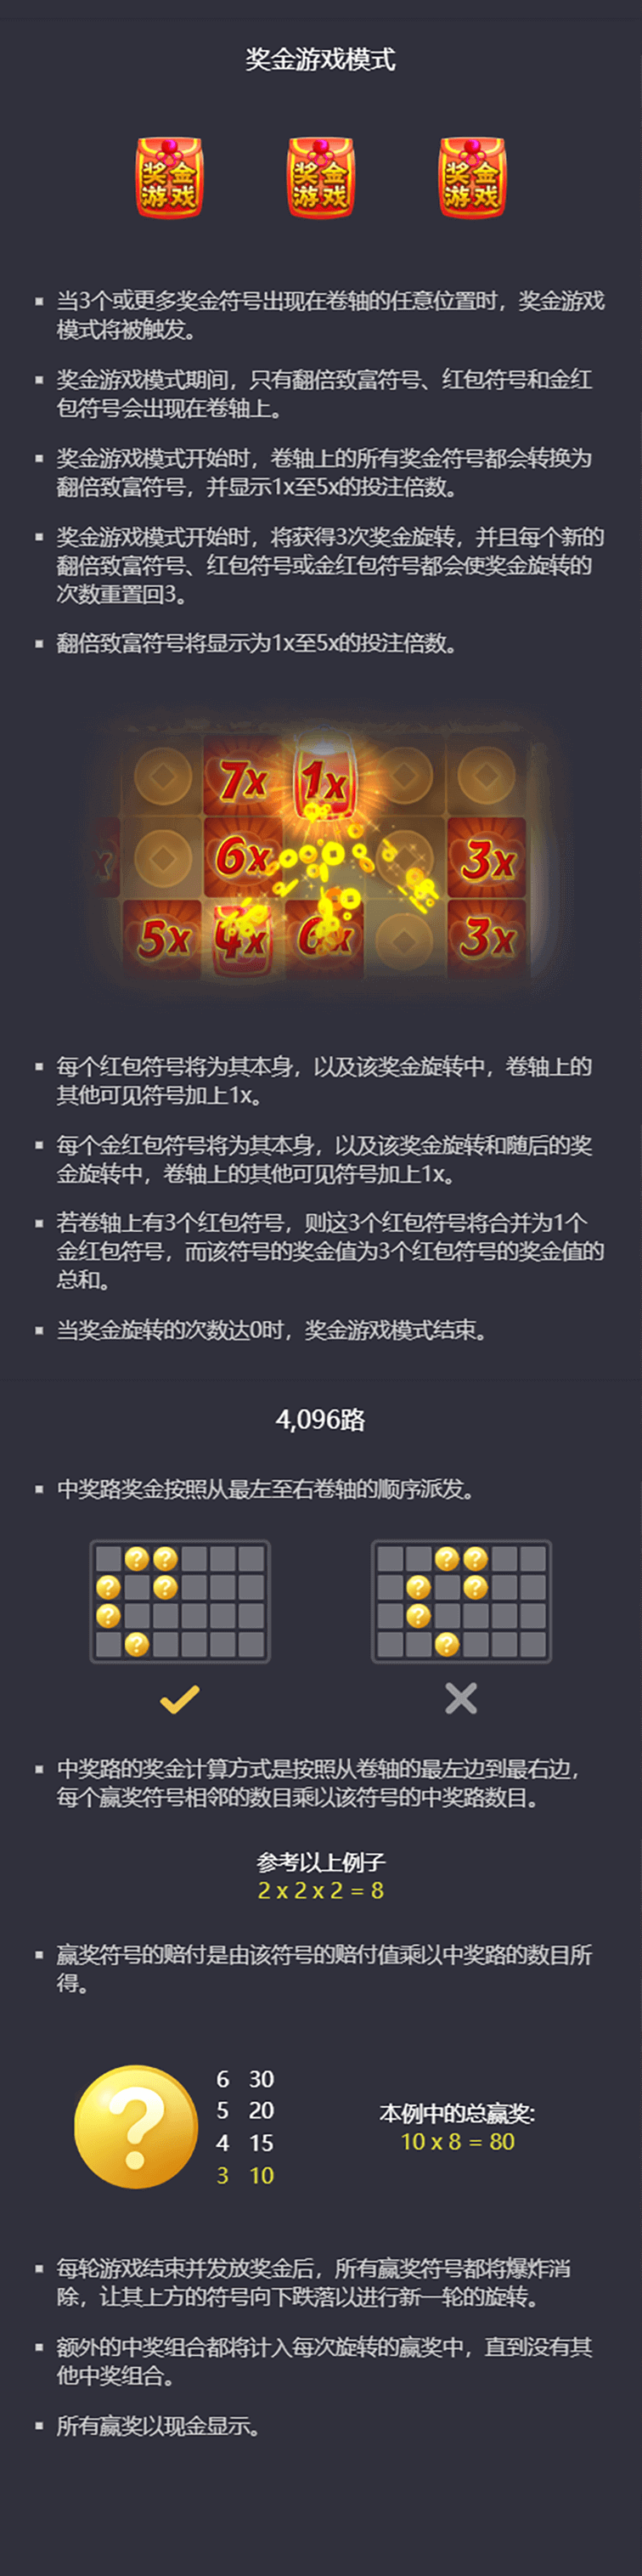 奖金游戏模式
奖金 奖金 奖金
游戏 游戏 游戏
当3个或更多奖金符号出现在卷轴的任意位置时，奖金游戏
模式将被触发。
奖金游戏模式期间，只有翻倍致富符号、红包符号和金红
包符号会出现在卷轴上。
奖金游戏模式开始时，卷轴上的所有奖金符号都会转换为
翻倍致富符号，并显示1x至5x的投注倍数。
奖金游戏模式开始时，将获得3次奖金旋转，并且每个新的
翻倍致富符号、红包符号或金红包符号都会使奖金旋转的
次数重置回3。
翻倍致富符号将显示为1x至5x的投注倍数。
7x 1x
x 6x 3x
5x 4x 6x 3x
每个红包符号将为其本身，以及该奖金旋转中，卷轴上的
其他可见符号加上1x。
每个金红包符号将为其本身，以及该奖金旋转和随后的奖
金旋转中，卷轴上的其他可见符号加上1x。
若卷轴上有3个红包符号，则这3个红包符号将合并为1个
金红包符号，而该符号的奖金值为3个红包符号的奖金值的
总和。
当奖金旋转的次数达0时，奖金游戏模式结束。
4,096路
中奖路奖金按照从最左至右卷轴的顺序派发。
? ? ? ?
? ? ? ?
? ?
? ?
中奖路的奖金计算方式是按照从卷轴的最左边到最右边，
每个赢奖符号相邻的数目乘以该符号的中奖路数目。
参考以上例子
2 x 2 x 2 = 8
赢奖符号的赔付是由该符号的赔付值乘以中奖路的数目所
得。
?
6 30
5 20
4 15
3 10
本例中的总赢奖:
10 x 8 = 80
每轮游戏结束并发放奖金后，所有赢奖符号都将爆炸消
除，让其上方的符号向下跌落以进行新一轮的旋转。
额外的中奖组合都将计入每次旋转的赢奖中，直到没有其
他中奖组合。
所有赢奖以现金显示。